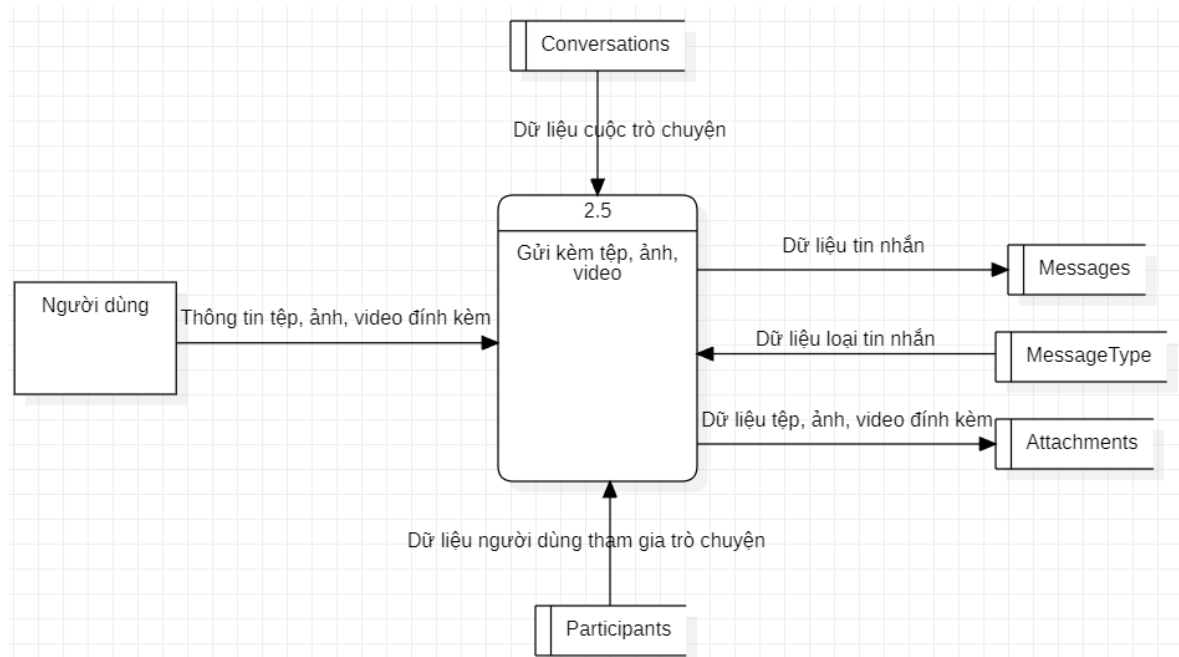 Conversations
Dữ liệu cuộc trò chuyện
2.5
Gửi kèm tệp, ảnh,
video
Dữ liệu tin nhắn
Messages
Người dùng
Thông tin tệp, ảnh, video đính kèm
Dữ liệu loại tin nhắn
MessageType
Dữ liệu tệp, ảnh, video đính kèm
Attachments
Dữ liệu người dùng tham gia trò chuyện
Participants